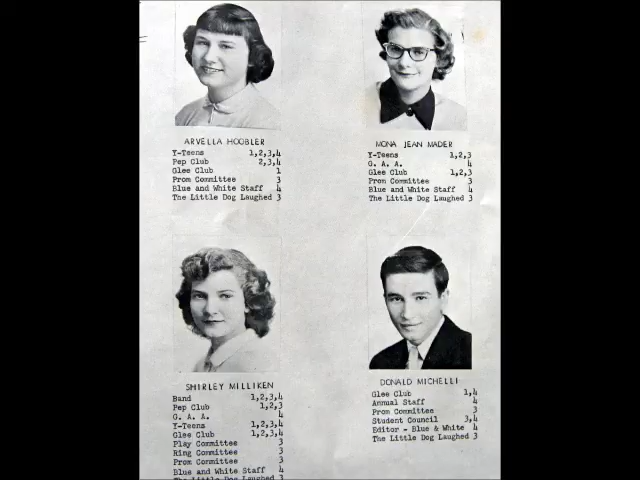 ARVELLA HOOBLER
Y-Teens 1,2,3,4
Pep Club 2,3,4
Glee Club 1
Prom Committee 3
Blue and White Staff 4
The Little Dog Laughed 3
MONA JEAN MADER
Y-Teens 1,2,3
G. A. A. 4
Glee Club 1,2,3
Prom Committee 3
Blue and White Staff 4
The Little Dog Laughed 3
SHIRLEY MILLIKEN
Band 1,2,3,4
Pep Club 1,2,3
G. A. A. 4
Y-Teens 1,2,3,4
Glee Club 1,2,3,4
Play Committee 3
Ring Committee 3
Prom Committee 3
Blue and White Staff 4
The Little Dog Laughed 3
DONALD MICHELLI
Glee Club 1,4
Annual Staff 4
Prom Committee 3
Student Council 3,4
Editor - Blue & White 4
The Little Dog Laughed 3